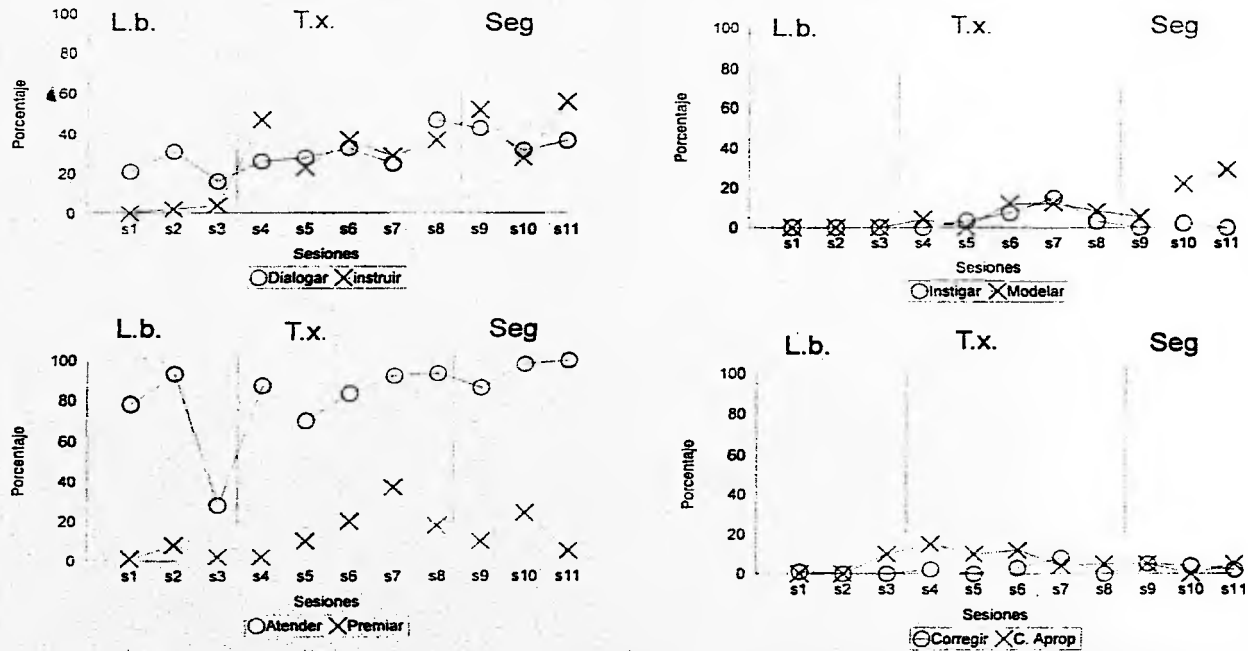 L.b. T.x. Seg
Porcentaje
100
80
60
40
20
0
s1 s2 s3 s4 s5 s6 s7 s8 s9 s10 s11
Sesiones
Dialogar instruir
L.b. T.x. Seg
Porcentaje
100
80
60
40
20
0
s1 s2 s3 s4 s5 s6 s7 s8 s9 s10 s11
Sesiones
Instigar Modelar
L.b. T.x. Seg
Porcentaje
100
80
60
40
20
0
s1 s2 s3 s4 s5 s6 s7 s8 s9 s10 s11
Sesiones
Atender Premiar
L.b. T.x. Seg
Porcentaje
100
80
60
40
20
0
s1 s2 s3 s4 s5 s6 s7 s8 s9 s10 s11
Sesiones
Corregir C. Aprop